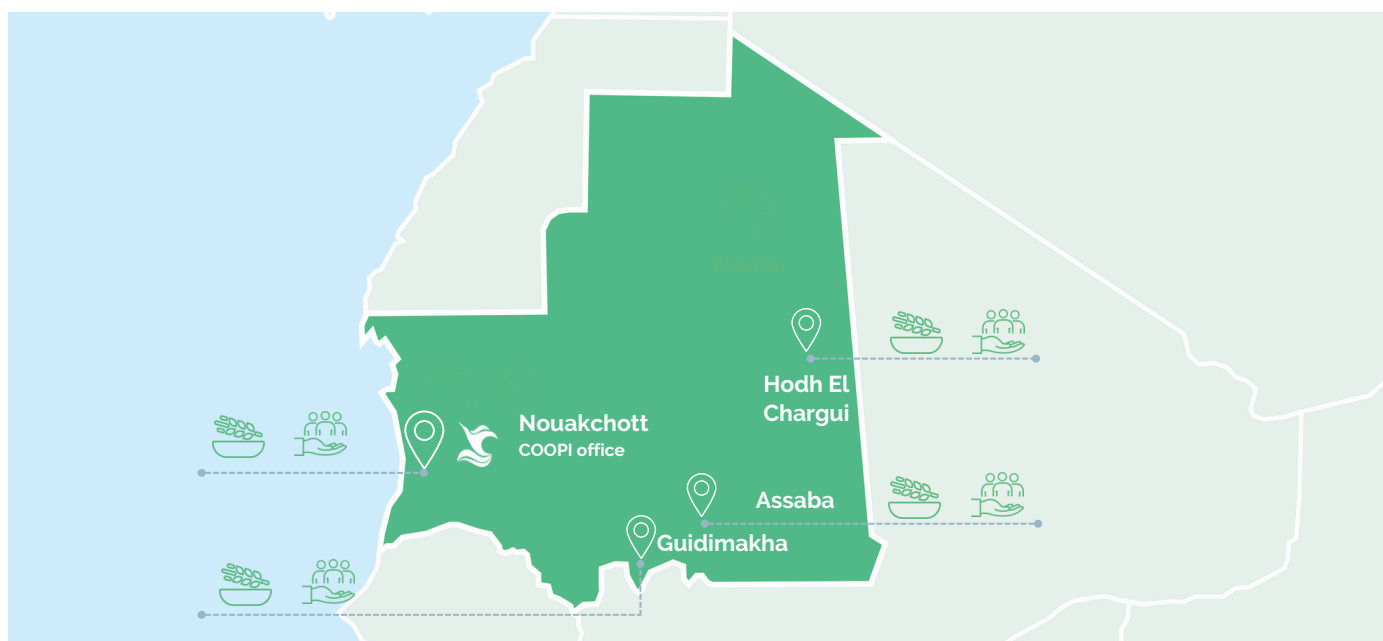 Hodh El
Chargui
Nouakchott
COOPI office
Assaba
Guidimakha